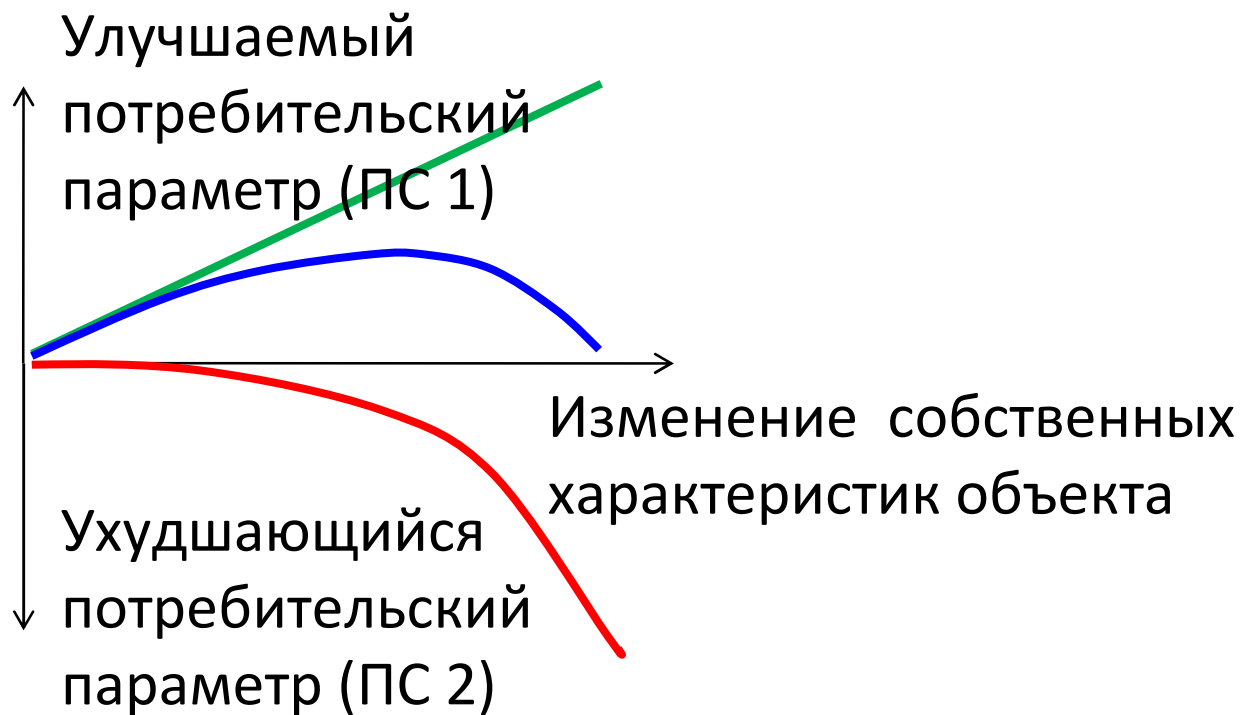 Улучшаемый
потребительский
параметр (ПС 1)
Изменение собственных
характеристик объекта
Ухудшающийся
потребительский
параметр (ПС 2)